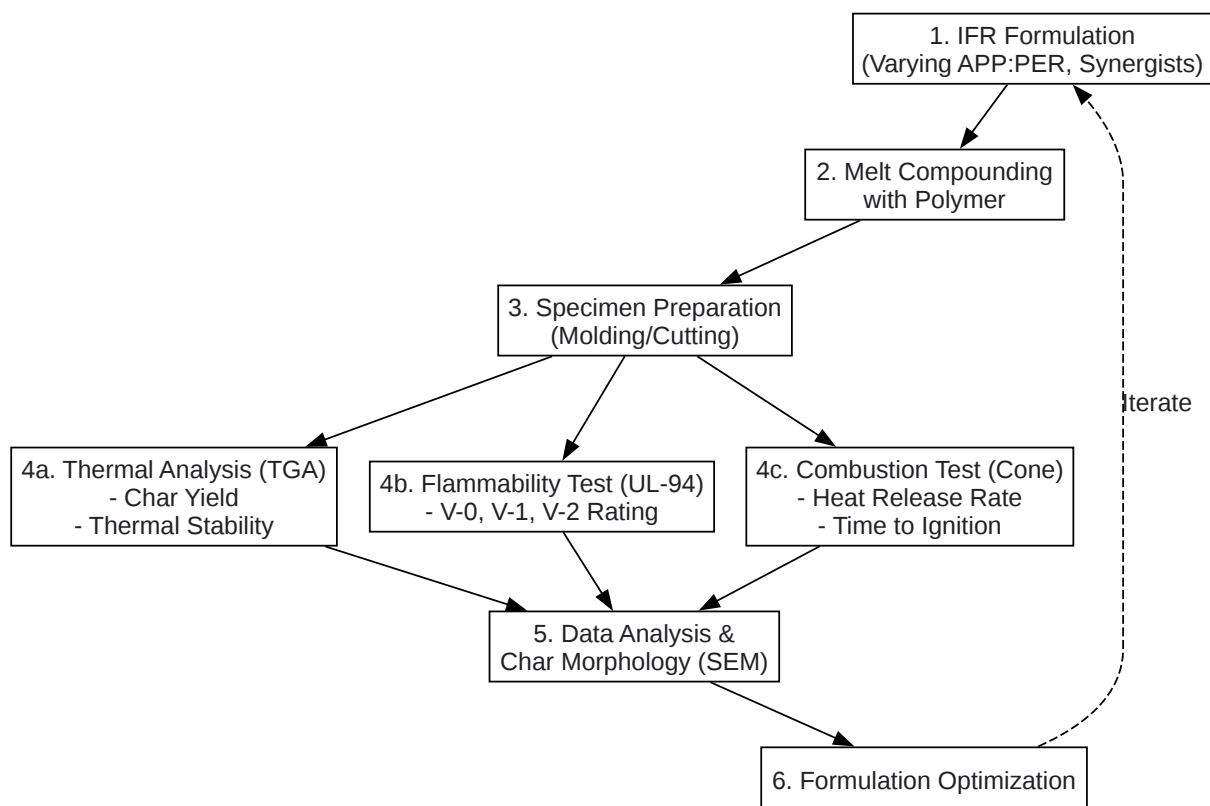 1. IFR Formulation
(Varying APP:PER, Synergists)
2. Melt Compounding
with Polymer
3. Specimen Preparation
(Molding/Cutting)
Iterate
4a. Thermal Analysis (TGA)
- Char Yield
- Thermal Stability
4b. Flammability Test (UL-94)
- V-0, V-1, V-2 Rating
4c. Combustion Test (Cone)
- Heat Release Rate
- Time to Ignition
5. Data Analysis &
Char Morphology (SEM)
6. Formulation Optimization